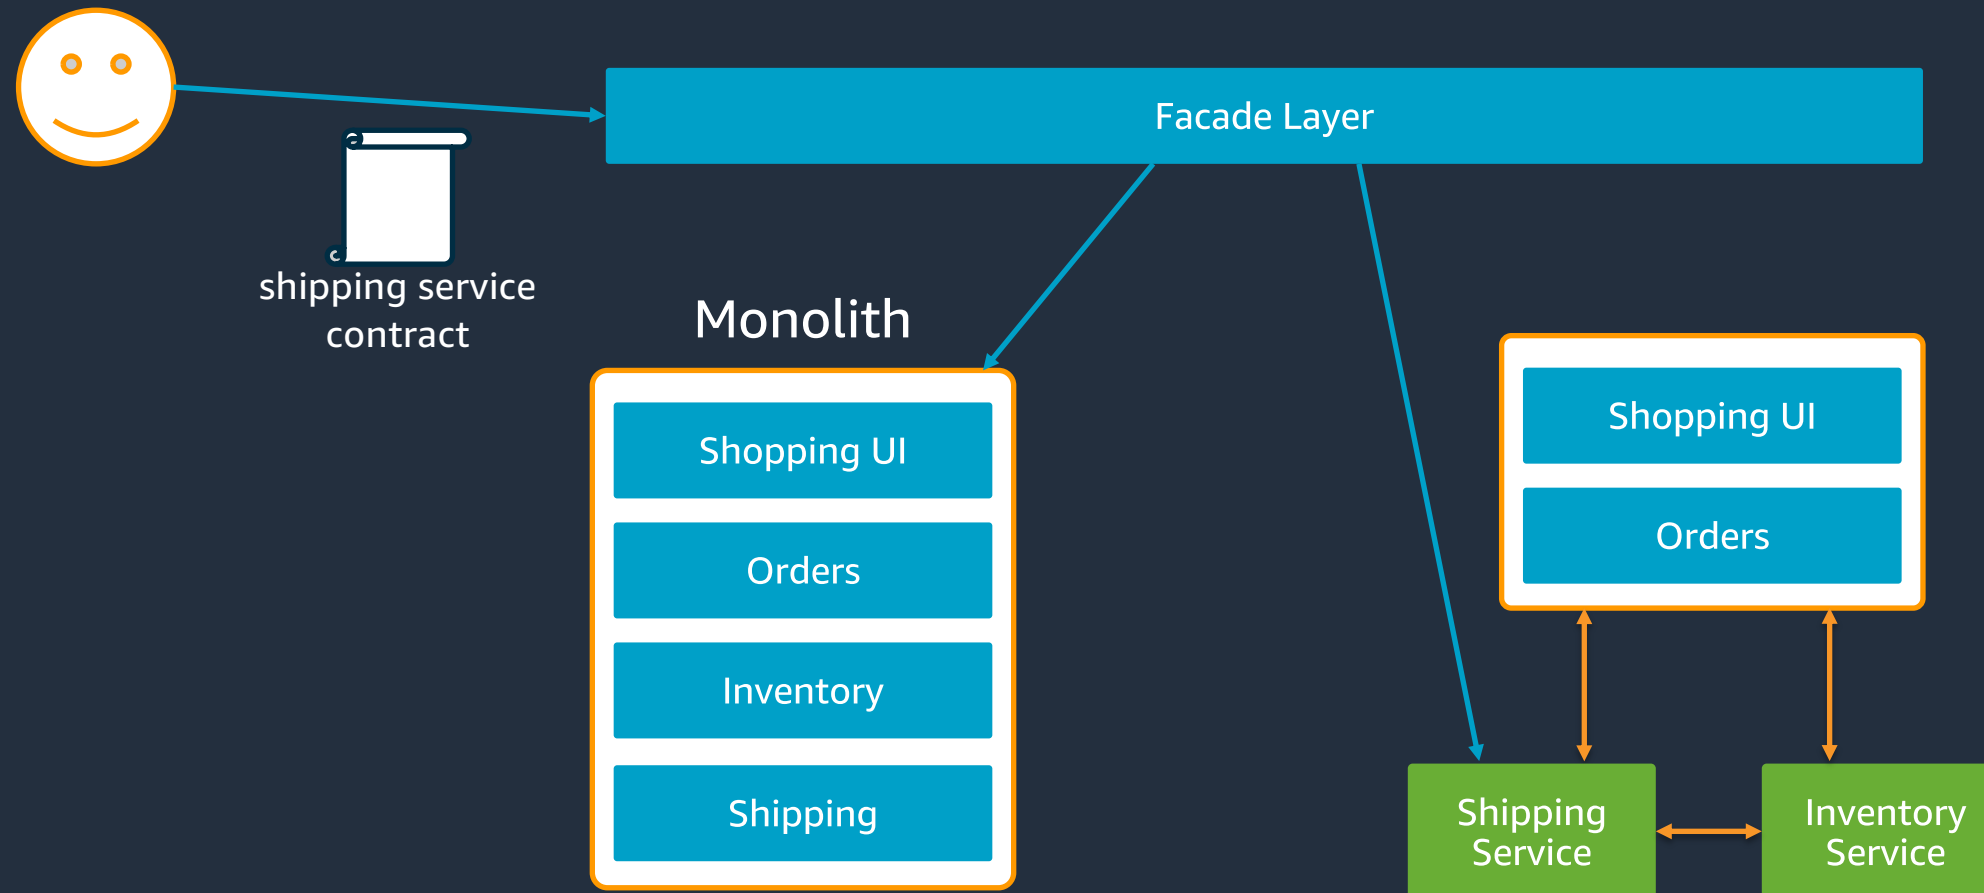 Facade Layer
shipping service
contract
Monolith
Shopping UI
Orders
Inventory
Shipping
Shopping UI
Orders
Shipping
Service
Inventory
Service